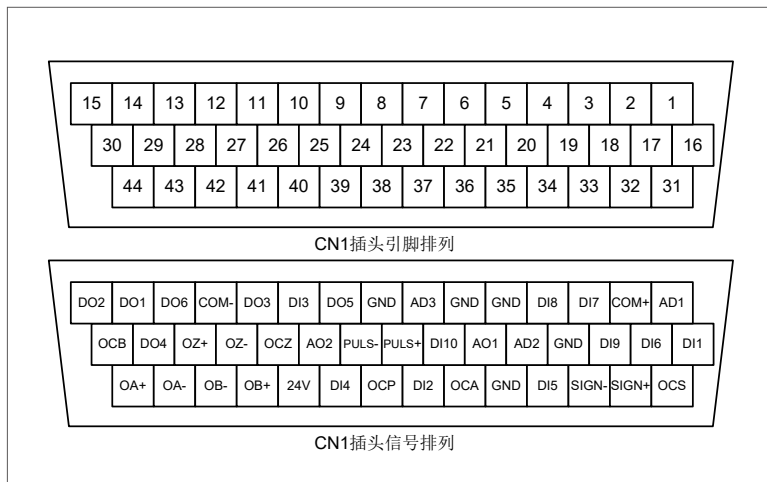 15 14 13 12 11 10 9 8 7 6 5 4 3 2 1
30 29 28 27 26 25 24 23 22 21 20 19 18 17 16
44 43 42 41 40 39 38 37 36 35 34 33 32 31
CN1插头引脚排列
DO2 DO1 DO6 COM- DO3 DI3 DO5 GND AD3 GND GND DI8 DI7 COM+ AD1
OCB DO4 OZ+ OZ- OCZ AO2 PULS- PULS+ DI10 AO1 AD2 GND DI9 DI6 DI1
OA+ OA- OB- OB+ 24V DI4 OCP DI2 OCA GND DI5 SIGN- SIGN+ OCS
CN1插头信号排列